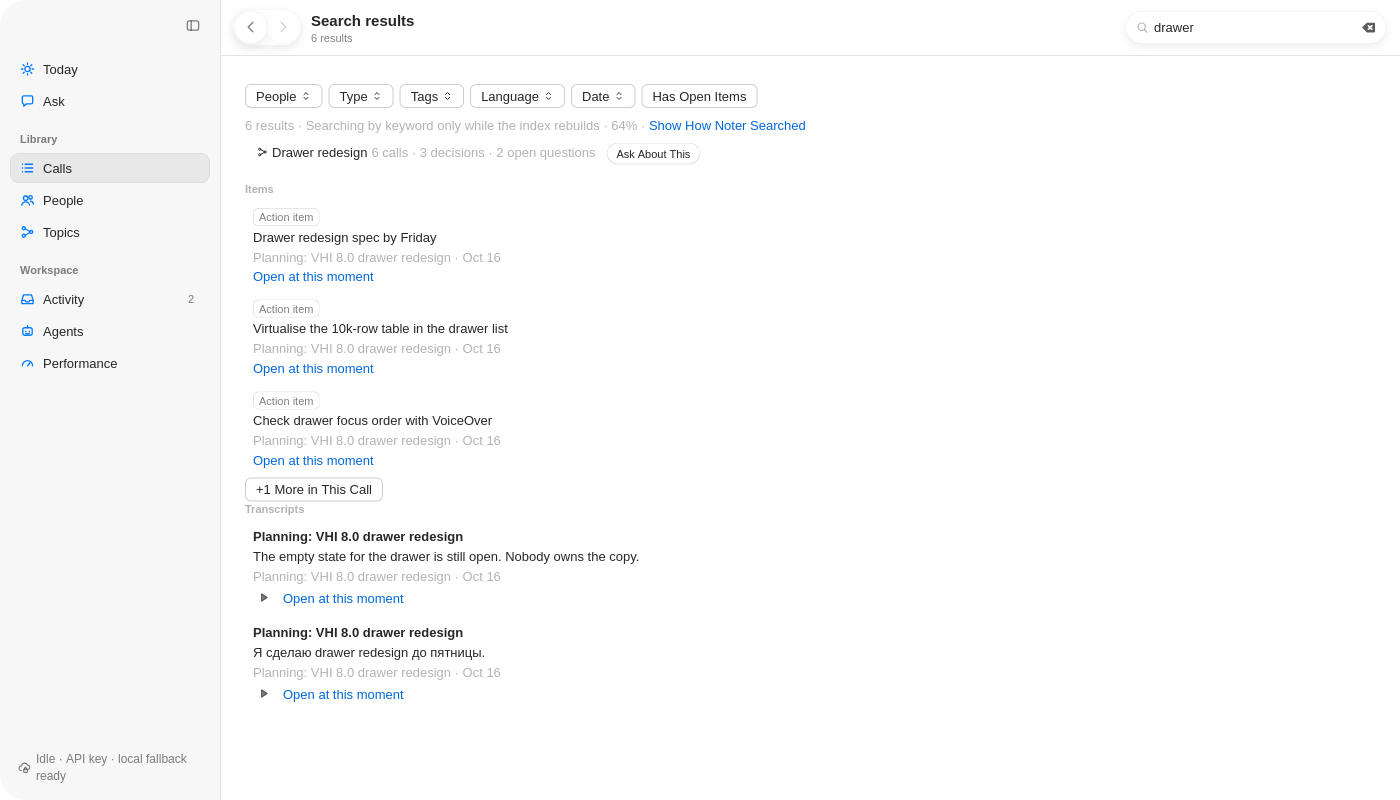 Search results
6 results
drawer
Today
Ask
Library
Calls
People
Topics
Workspace
Activity 2
Agents
Performance
Idle · API key · local fallback
ready
People Type Tags Language Date Has Open Items
6 results · Searching by keyword only while the index rebuilds · 64% · Show How Noter Searched
Drawer redesign 6 calls · 3 decisions · 2 open questions Ask About This
Items
Action item
Drawer redesign spec by Friday
Planning: VHI 8.0 drawer redesign · Oct 16
Open at this moment
Action item
Virtualise the 10k-row table in the drawer list
Planning: VHI 8.0 drawer redesign · Oct 16
Open at this moment
Action item
Check drawer focus order with VoiceOver
Planning: VHI 8.0 drawer redesign · Oct 16
Open at this moment
+1 More in This Call
Transcripts
Planning: VHI 8.0 drawer redesign
The empty state for the drawer is still open. Nobody owns the copy.
Planning: VHI 8.0 drawer redesign · Oct 16
Open at this moment
Planning: VHI 8.0 drawer redesign
Я сделаю drawer redesign до пятницы.
Planning: VHI 8.0 drawer redesign · Oct 16
Open at this moment